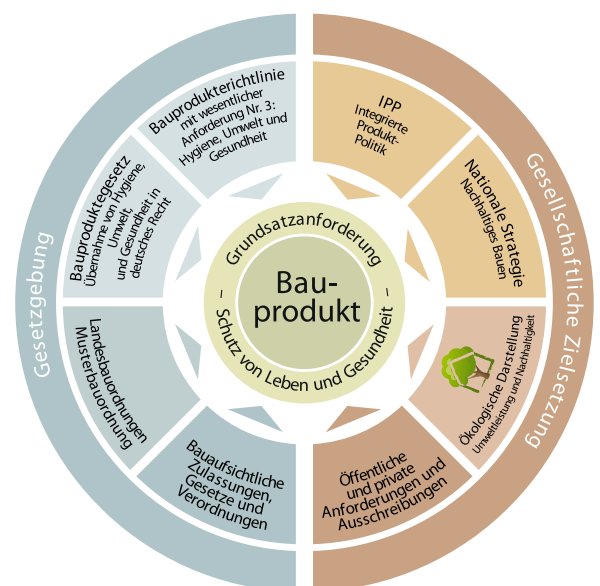 Gesetzgebung
Gesellschaftliche Zielsetzung
Bauprodukterichtlinie
mit wesentlicher
Anforderung Nr. 3:
Hygiene, Umwelt und
Gesundheit
IPP
Integrierte
Produkt-
Politik
Bauproduktegesetz
Übernahme von Hygiene,
Umwelt,
und Gesundheit in
deutsches Recht
Nationale Strategie
Nachhaltiges Bauen
Grundsatzanforderung
–
Schutz von Leben und Gesundheit
–
Bau-
produkt
Landesbauordnungen
Musterbauordnung
Ökologische Darstellung
Umweltleistung und Nachhaltigkeit
Bauaufsichtliche
Zulassungen,
Gesetze und
Verordnungen
Öffentliche
und private
Anforderungen und
Ausschreibungen